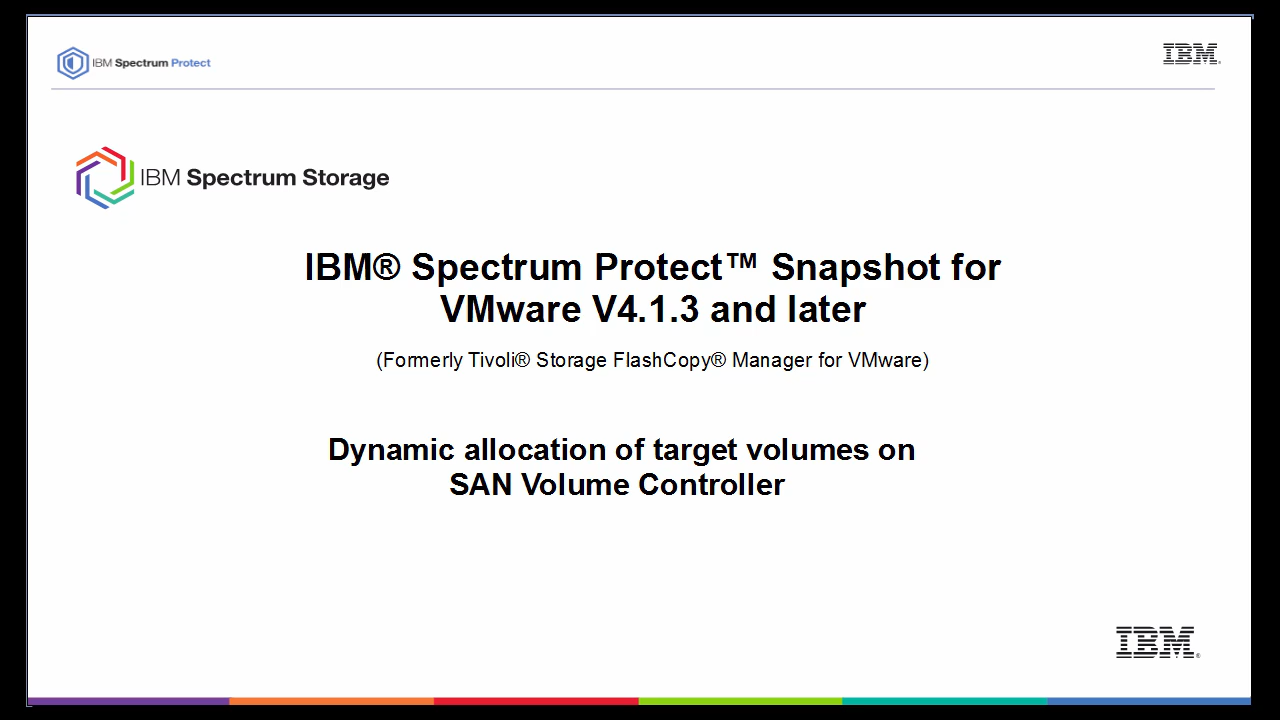 IBM Spectrum Protect
IBM®
IBM Spectrum Storage
IBM® Spectrum Protect™ Snapshot for
VMware V4.1.3 and later
(Formerly Tivoli® Storage FlashCopy® Manager for VMware)
Dynamic allocation of target volumes on
SAN Volume Controller
IBM®